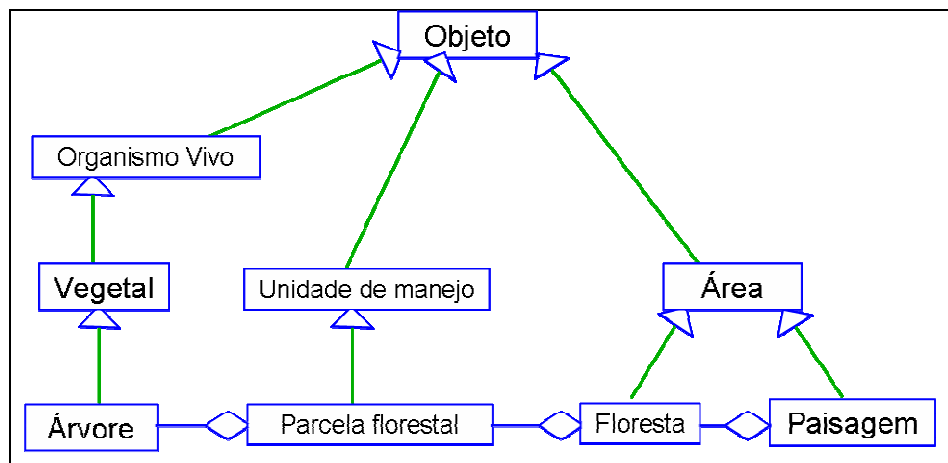 Objeto
Organismo Vivo
Vegetal
Unidade de manejo
Área
Árvore
Parcela florestal
Floresta
Paisagem